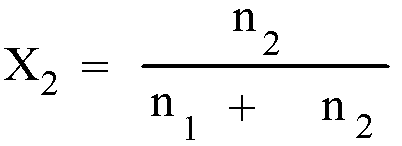 X₂ = n₂ / (n₁ + n₂)